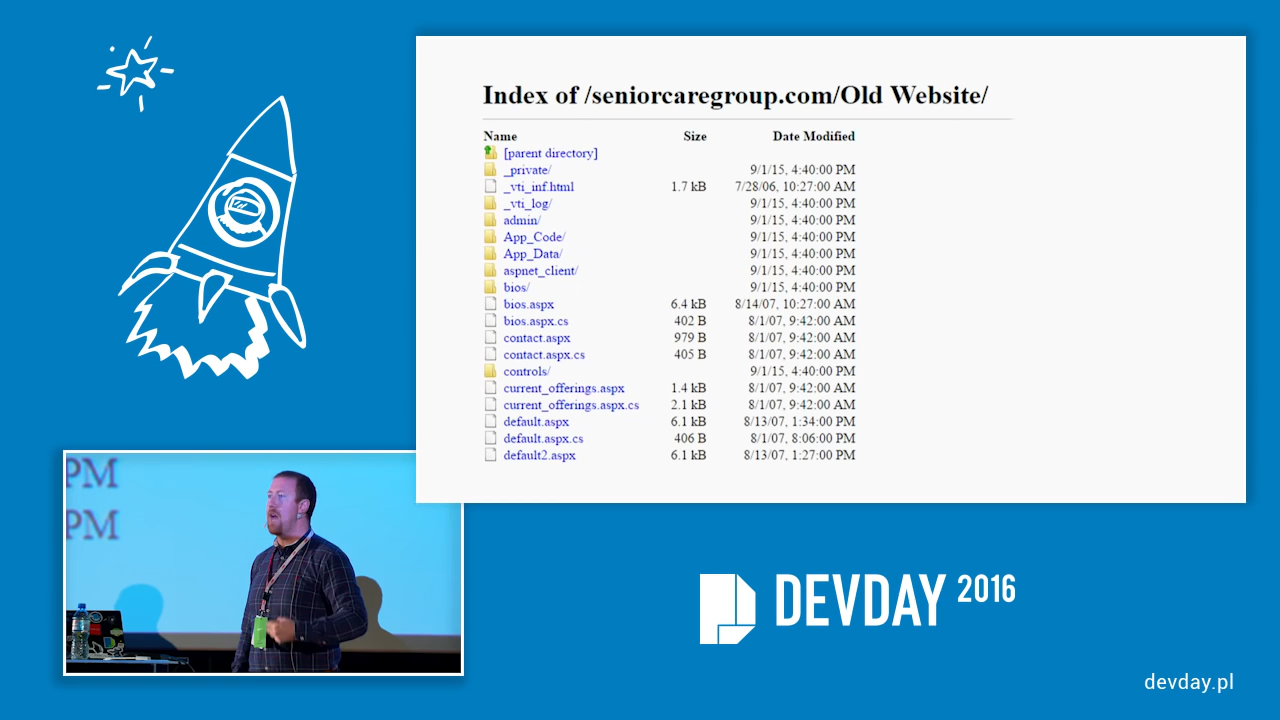 Index of /seniorcaregroup.com/Old Website/
Name Size Date Modified
[parent directory]
_private/ 9/1/15, 4:40:00 PM
_vti_inf.html 1.7 kB 7/28/06, 10:27:00 AM
_vti_log/ 9/1/15, 4:40:00 PM
admin/ 9/1/15, 4:40:00 PM
App_Code/ 9/1/15, 4:40:00 PM
App_Data/ 9/1/15, 4:40:00 PM
aspnet_client/ 9/1/15, 4:40:00 PM
bios/ 9/1/15, 4:40:00 PM
bios.aspx 6.4 kB 8/14/07, 10:27:00 AM
bios.aspx.cs 402 B 8/1/07, 9:42:00 AM
contact.aspx 979 B 8/1/07, 9:42:00 AM
contact.aspx.cs 405 B 8/1/07, 9:42:00 AM
controls/ 9/1/15, 4:40:00 PM
current_offerings.aspx 1.4 kB 8/1/07, 9:42:00 AM
current_offerings.aspx.cs 2.1 kB 8/1/07, 9:42:00 AM
default.aspx 6.1 kB 8/13/07, 1:34:00 PM
default.aspx.cs 406 B 8/1/07, 8:06:00 PM
default2.aspx 6.1 kB 8/13/07, 1:27:00 PM
PM
PM
DEVDAY 2016
devday.pl